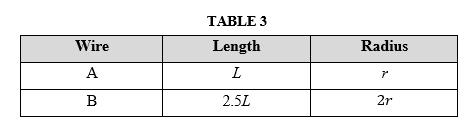 TABLE 3
Wire Length Radius
A L r
B 2.5L 2r